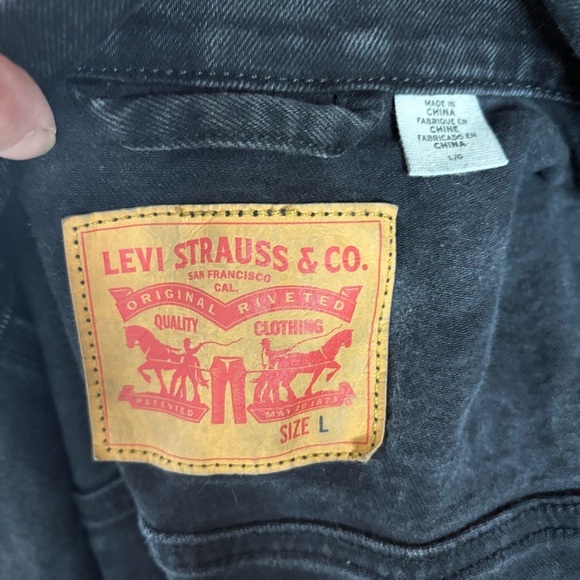 MADE IN
CHINA
FABRIQUE EN
CHINE
FABRICADO EN
CHINA
L/G
LEVI STRAUSS & CO.
SAN FRANCISCO
CAL.
ORIGINAL RIVETED
QUALITY CLOTHING
PATENTED MAY 20 1873
SIZE L